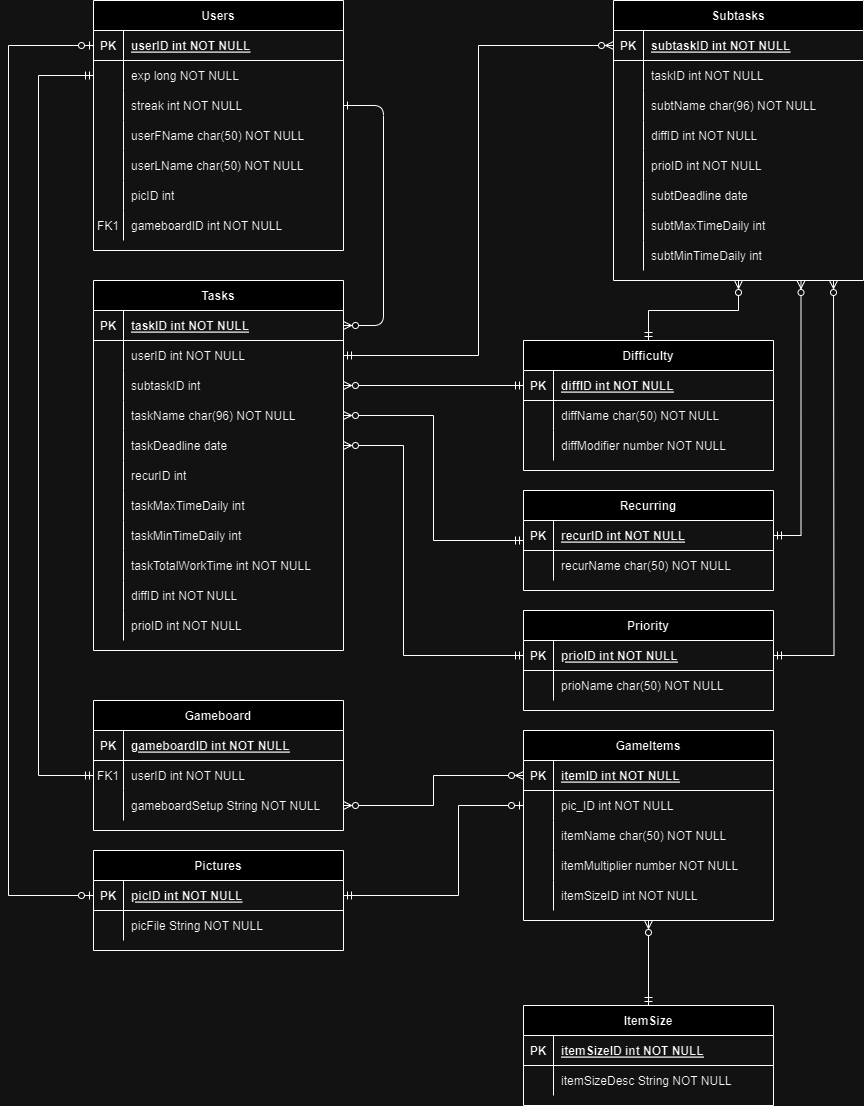 Users
PK userID int NOT NULL
exp long NOT NULL
streak int NOT NULL
userFName char(50) NOT NULL
userLName char(50) NOT NULL
picID int
FK1 gameboardID int NOT NULL
Subtasks
PK subtaskID int NOT NULL
taskID int NOT NULL
subtName char(96) NOT NULL
diffID int NOT NULL
prioID int NOT NULL
subtDeadline date
subtMaxTimeDaily int
subtMinTimeDaily int
Tasks
PK taskID int NOT NULL
userID int NOT NULL
subtaskID int
taskName char(96) NOT NULL
taskDeadline date
recurID int
taskMaxTimeDaily int
taskMinTimeDaily int
taskTotalWorkTime int NOT NULL
diffID int NOT NULL
prioID int NOT NULL
Difficulty
PK diffID int NOT NULL
diffName char(50) NOT NULL
diffModifier number NOT NULL
Recurring
PK recurID int NOT NULL
recurName char(50) NOT NULL
Priority
PK prioID int NOT NULL
prioName char(50) NOT NULL
Gameboard
PK gameboardID int NOT NULL
FK1 userID int NOT NULL
gameboardSetup String NOT NULL
GameItems
PK itemID int NOT NULL
pic_ID int NOT NULL
itemName char(50) NOT NULL
itemMultiplier number NOT NULL
itemSizeID int NOT NULL
Pictures
PK picID int NOT NULL
picFile String NOT NULL
ItemSize
PK itemSizeID int NOT NULL
itemSizeDesc String NOT NULL